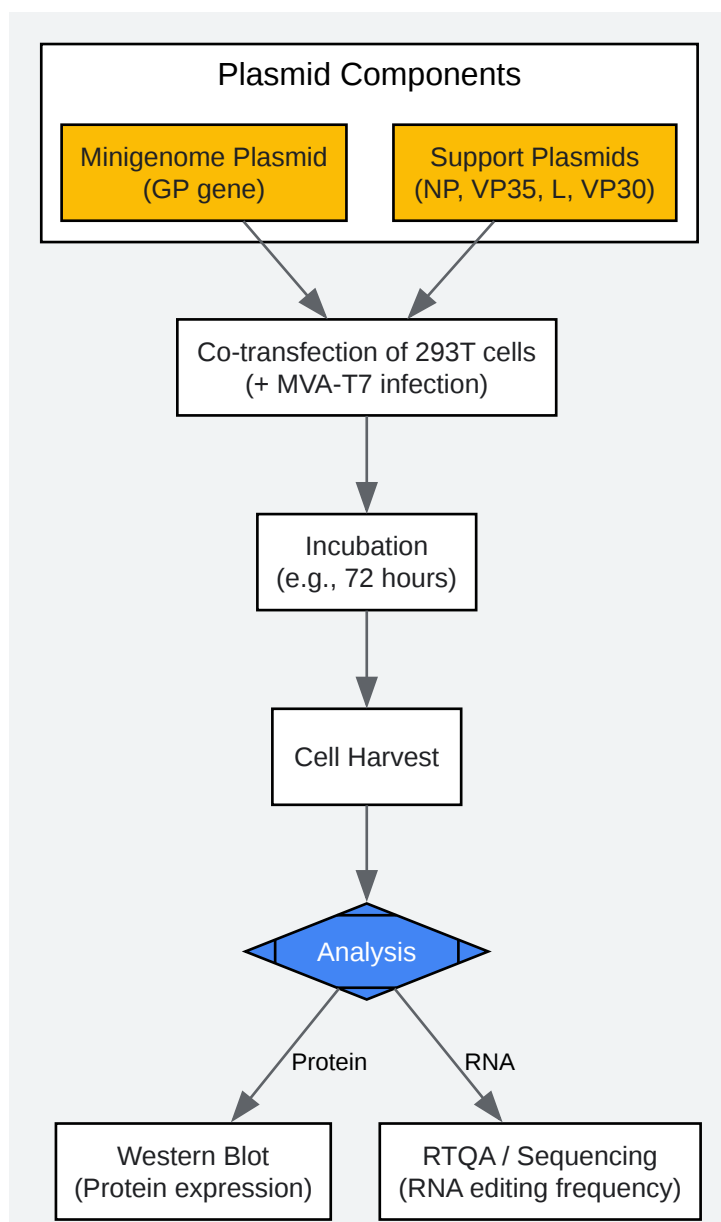 Plasmid Components
Minigenome Plasmid
(GP gene)
Support Plasmids
(NP, VP35, L, VP30)
Co-transfection of 293T cells
(+ MVA-T7 infection)
Incubation
(e.g., 72 hours)
Cell Harvest
Analysis
Protein
RNA
Western Blot
(Protein expression)
RTQA / Sequencing
(RNA editing frequency)